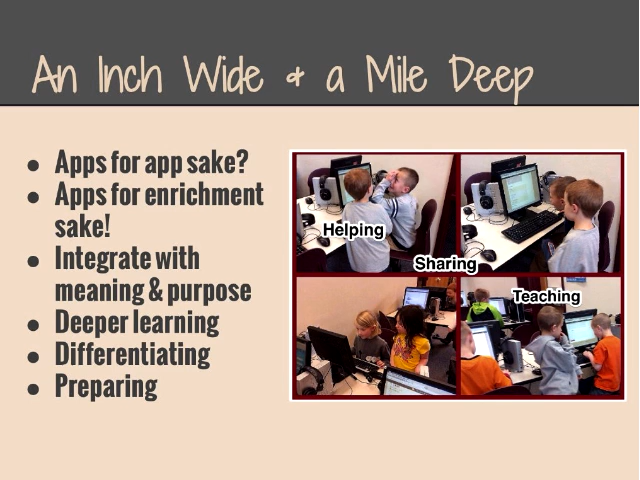 An Inch Wide & a Mile Deep
● Apps for app sake?
● Apps for enrichment
sake!
● Integrate with
meaning & purpose
● Deeper learning
● Differentiating
● Preparing
Helping
Sharing
Teaching